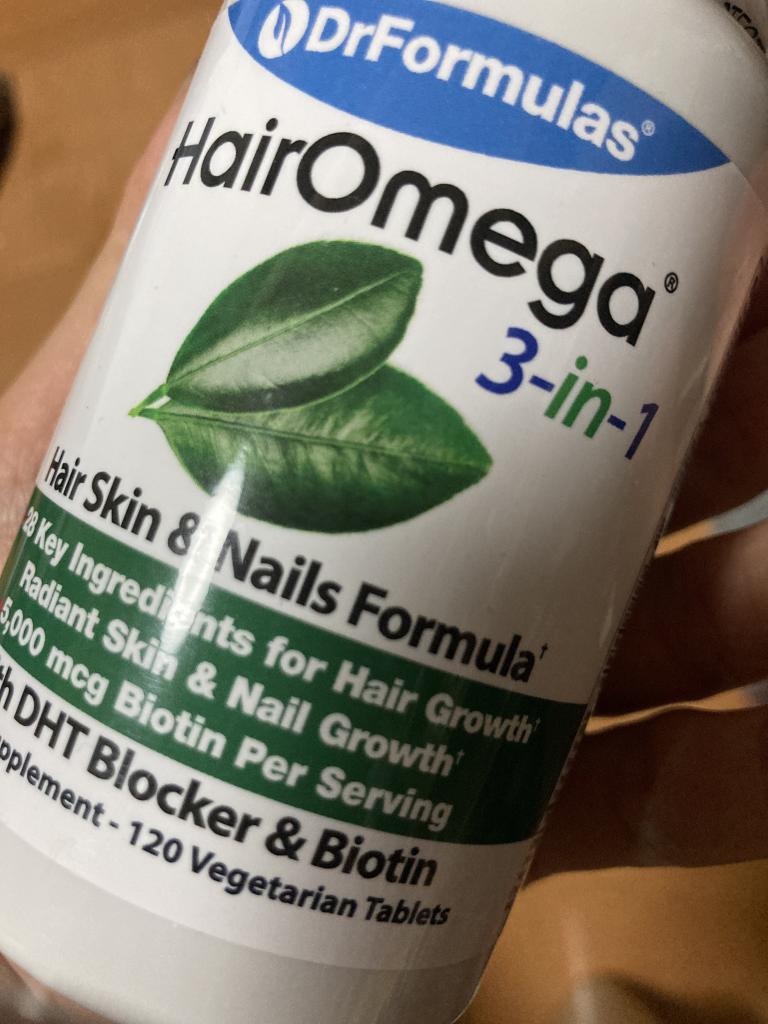 DrFormulas®
HairOmega®
3-in-1
Hair Skin & Nails Formula†
28 Key Ingredients for Hair Growth†
Radiant Skin & Nail Growth†
5,000 mcg Biotin Per Serving
DHT Blocker & Biotin
- 120 Vegetarian Tablets